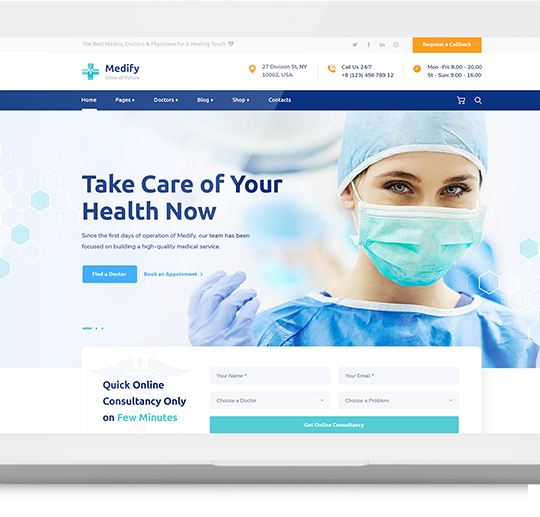 The Best Medics, Doctors & Physicians For A Healing Touch
Request a Callback
Medify
Clinic of Future
27 Division St, NY
10002, USA
Call Us 24/7
+8 (123) 456 789 12
Mon -Fri: 8.00 - 20.00
St - Sun: 9.00 - 16.00
Home
Pages +
Doctors +
Blog +
Shop +
Contacts
Take Care of Your
Health Now
Since the first days of operation of Medify, our team has been
focused on building a high-quality medical service.
Find a Doctor
Book an Appoinment
Quick Online
Consultancy Only
on Few Minutes
Your Name *
Your Email *
Choose a Doctor
Choose a Problem
Get Online Consultancy